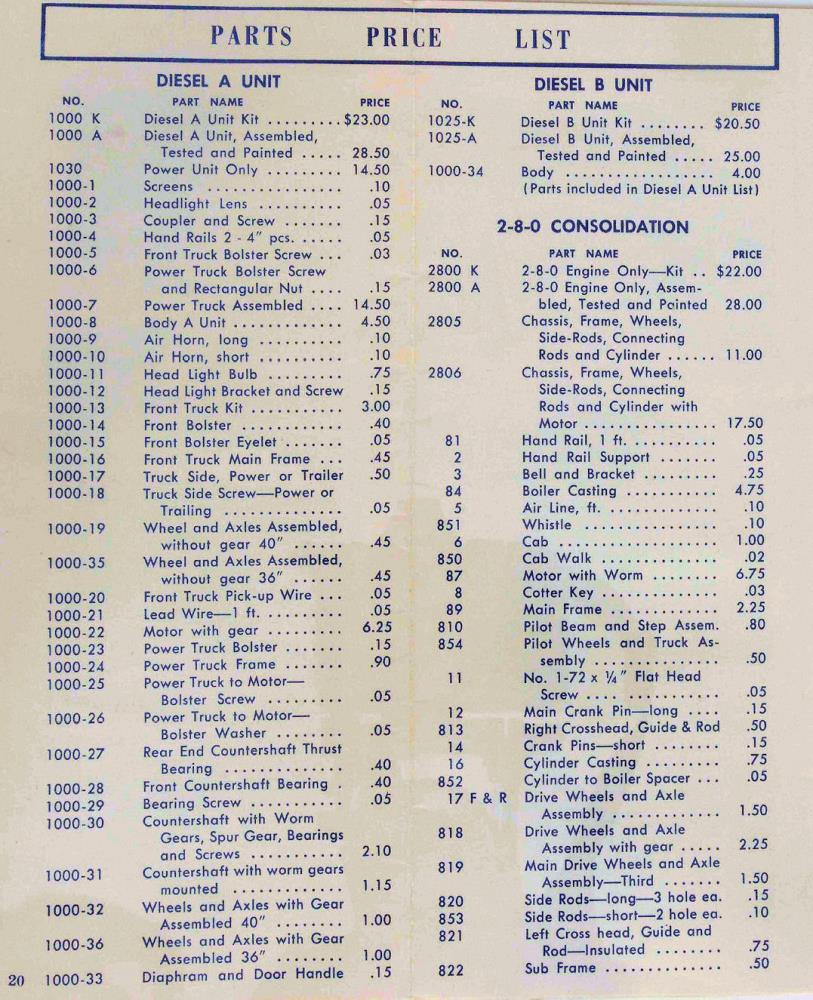 PARTS PRICE LIST
DIESEL A UNIT
NO. PART NAME PRICE
1000 K Diesel A Unit Kit ......... $23.00
1000 A Diesel A Unit, Assembled,
Tested and Painted ..... 28.50
1030 Power Unit Only ......... 14.50
1000-1 Screens ................ .10
1000-2 Headlight Lens .......... .05
1000-3 Coupler and Screw ....... .15
1000-4 Hand Rails 2 - 4" pcs. ..... .05
1000-5 Front Truck Bolster Screw ... .03
1000-6 Power Truck Bolster Screw
and Rectangular Nut .... .15
1000-7 Power Truck Assembled .... 14.50
1000-8 Body A Unit ............ 4.50
1000-9 Air Horn, long ........... .10
1000-10 Air Horn, short .......... .10
1000-11 Head Light Bulb .......... .75
1000-12 Head Light Bracket and Screw .15
1000-13 Front Truck Kit .......... 3.00
1000-14 Front Bolster ........... .40
1000-15 Front Bolster Eyelet ....... .05
1000-16 Front Truck Main Frame ... .45
1000-17 Truck Side, Power or Trailer .50
1000-18 Truck Side Screw—Power or
Trailing .............. .05
1000-19 Wheel and Axles Assembled,
without gear 40" ...... .45
1000-35 Wheel and Axles Assembled,
without gear 36" ...... .45
1000-20 Front Truck Pick-up Wire ... .05
1000-21 Lead Wire—1 ft. .......... .05
1000-22 Motor with gear .......... 6.25
1000-23 Power Truck Bolster ....... .15
1000-24 Power Truck Frame ....... .90
1000-25 Power Truck to Motor—
Bolster Screw ......... .05
1000-26 Power Truck to Motor—
Bolster Washer ........ .05
1000-27 Rear End Countershaft Thrust
Bearing .............. .40
1000-28 Front Countershaft Bearing . .40
1000-29 Bearing Screw ........... .05
1000-30 Countershaft with Worm
Gears, Spur Gear, Bearings
and Screws ........... 2.10
1000-31 Countershaft with worm gears
mounted ............. 1.15
1000-32 Wheels and Axles with Gear
Assembled 40" ........ 1.00
1000-36 Wheels and Axles with Gear
Assembled 36" ........ 1.00
1000-33 Diaphram and Door Handle .15
20
DIESEL B UNIT
NO. PART NAME PRICE
1025-K Diesel B Unit Kit ........ $20.50
1025-A Diesel B Unit, Assembled,
Tested and Painted ..... 25.00
1000-34 Body .................. 4.00
(Parts included in Diesel A Unit List)
2-8-0 CONSOLIDATION
NO. PART NAME PRICE
2800 K 2-8-0 Engine Only—Kit .. $22.00
2800 A 2-8-0 Engine Only, Assem-
bled, Tested and Painted 28.00
2805 Chassis, Frame, Wheels,
Side-Rods, Connecting
Rods and Cylinder ...... 11.00
2806 Chassis, Frame, Wheels,
Side-Rods, Connecting
Rods and Cylinder with
Motor ................ 17.50
81 Hand Rail, 1 ft. .......... .05
2 Hand Rail Support ....... .05
3 Bell and Bracket ......... .25
84 Boiler Casting ........... 4.75
5 Air Line, ft. ............. .10
851 Whistle ................ .10
6 Cab ................... 1.00
850 Cab Walk .............. .02
87 Motor with Worm ........ 6.75
8 Cotter Key ............. .03
89 Main Frame ............ 2.25
810 Pilot Beam and Step Assem. .80
854 Pilot Wheels and Truck As-
sembly ............... .50
11 No. 1-72 x ¼" Flat Head
Screw .... ........... .05
12 Main Crank Pin—long .... .15
813 Right Crosshead, Guide & Rod .50
14 Crank Pins—short ........ .15
16 Cylinder Casting ......... .75
852 Cylinder to Boiler Spacer ... .05
17 F & R Drive Wheels and Axle
Assembly ............. 1.50
818 Drive Wheels and Axle
Assembly with gear ..... 2.25
819 Main Drive Wheels and Axle
Assembly—Third ....... 1.50
820 Side Rods—long—3 hole ea. .15
853 Side Rods—short—2 hole ea. .10
821 Left Cross head, Guide and
Rod—Insulated ........ .75
822 Sub Frame .............. .50